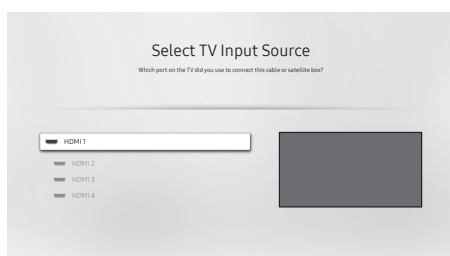 Select TV Input Source
Which port on the TV did you use to connect this cable or satellite box?
HDMI 1
HDMI 2
HDMI 3
HDMI 4